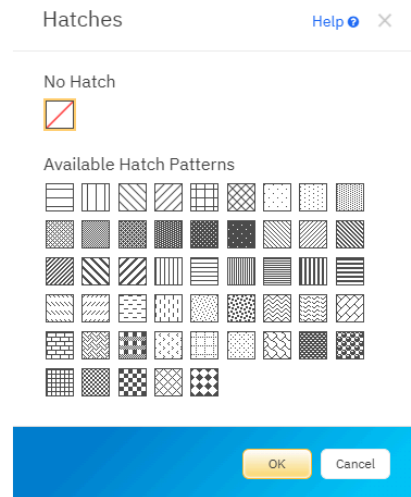 Hatches
Help
No Hatch
Available Hatch Patterns
OK
Cancel